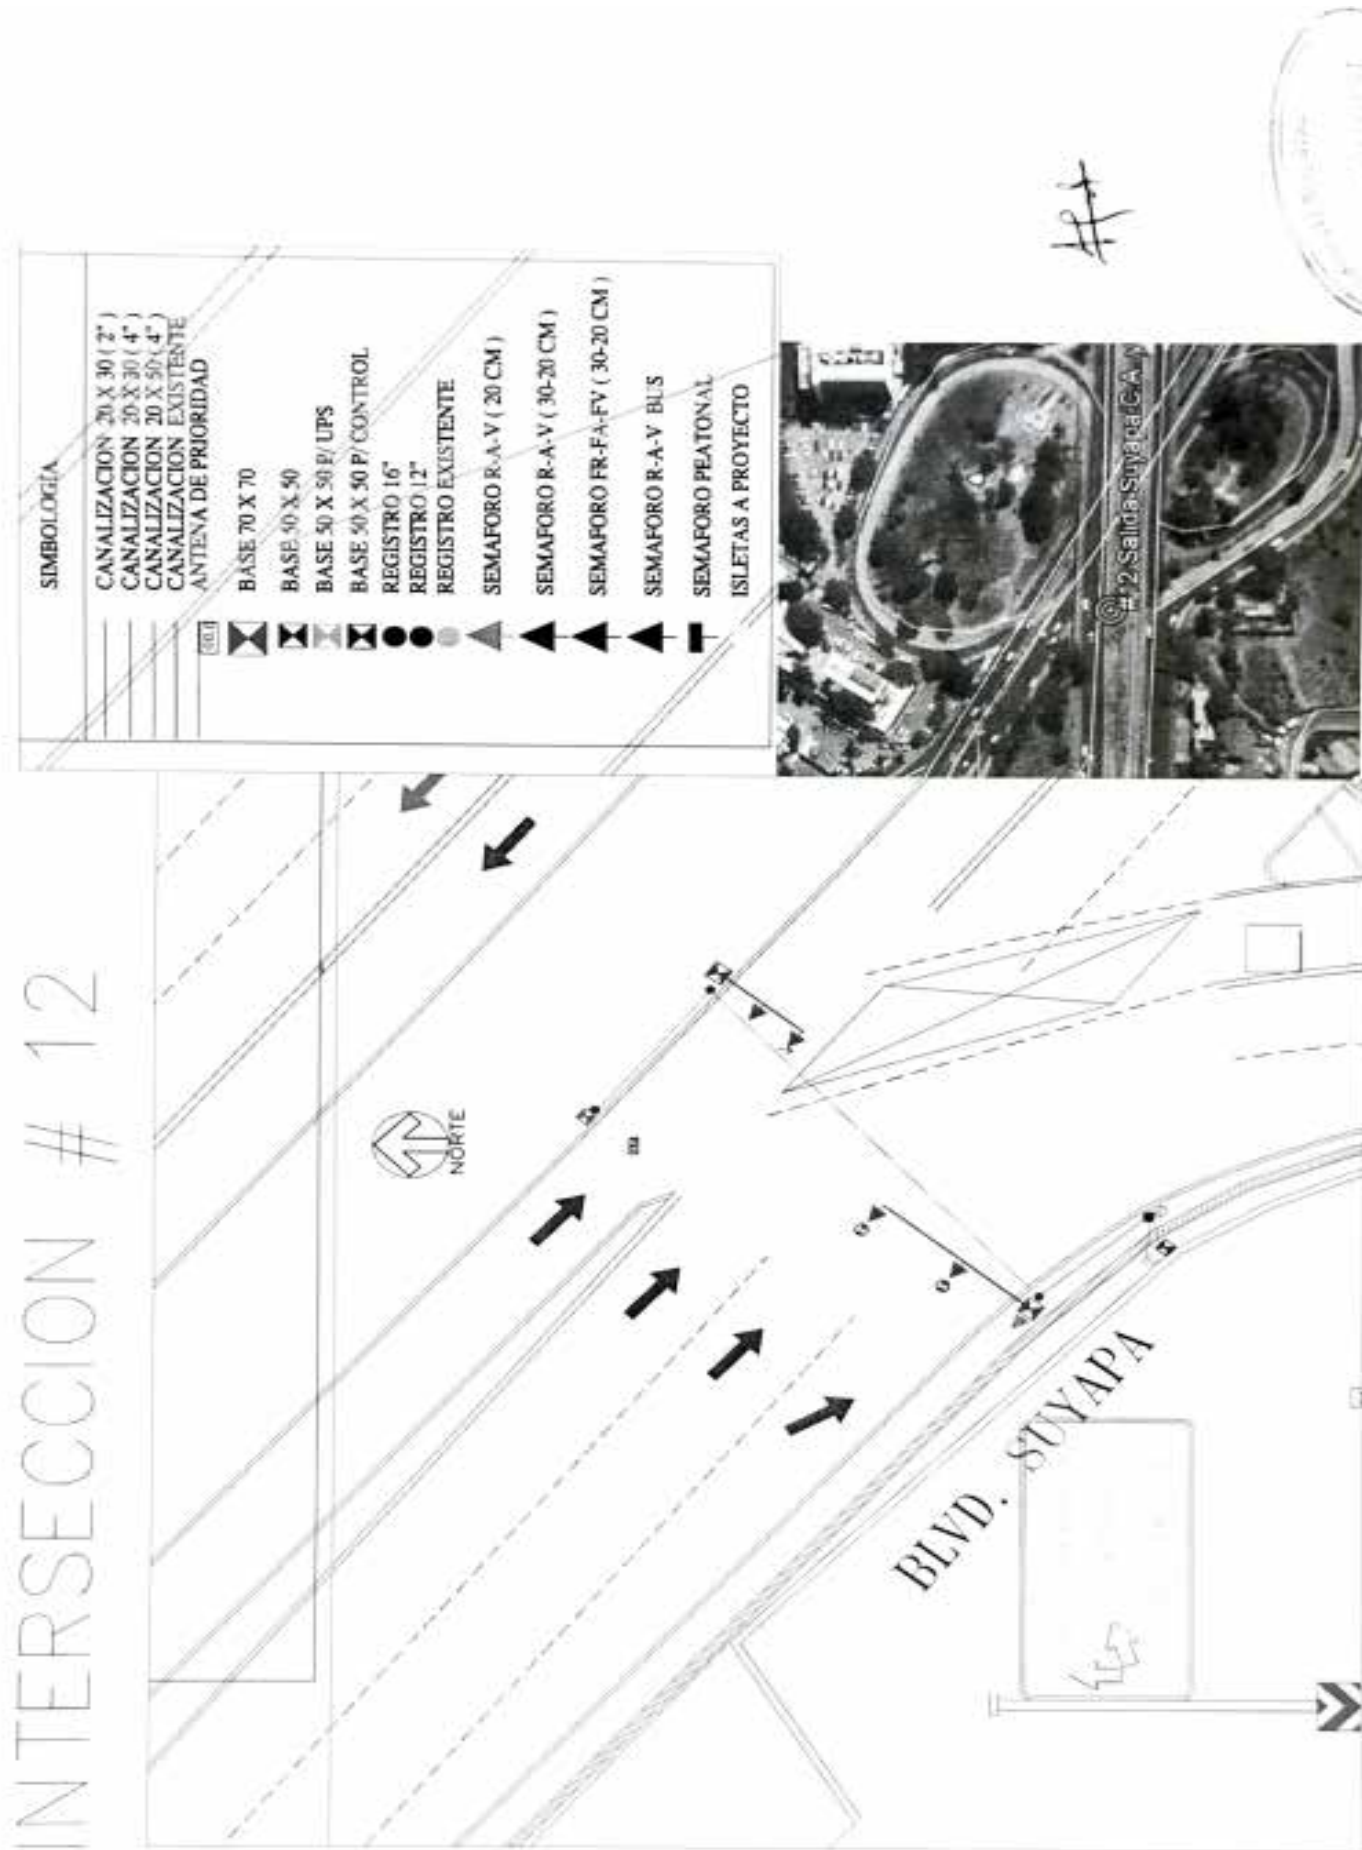 INTERSECCION # 12
SIMBOLOGIA
CANALIZACION 20 X 30 ( 2" )
CANALIZACION 20 X 30 ( 4" )
CANALIZACION 20 X 50 ( 4" )
CANALIZACION EXISTENTE
ANTENA DE PRIORIDAD
BASE 70 X 70
BASE 50 X 50
BASE 50 X 50 P/ UPS
BASE 50 X 50 P/ CONTROL
REGISTRO 16"
REGISTRO 12"
REGISTRO EXISTENTE
SEMAFORO R-A-V ( 20 CM )
SEMAFORO R-A-V ( 30-20 CM )
SEMAFORO FR-FA-FV ( 30-20 CM )
SEMAFORO R-A-V BUS
SEMAFORO PEATONAL
ISLETAS A PROYECTO
NORTE
BLVD. SUYAPA